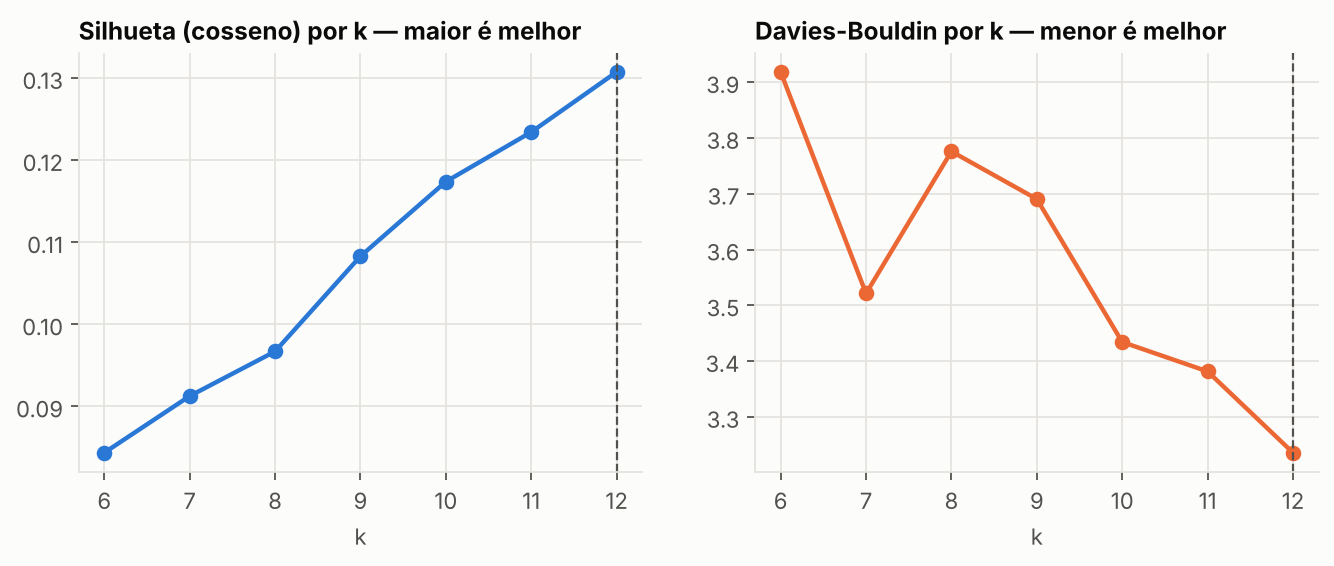 Silhueta (cosseno) por k — maior é melhor
0.13
0.12
0.11
0.10
0.09
6 7 8 9 10 11 12
k
Davies-Bouldin por k — menor é melhor
3.9
3.8
3.7
3.6
3.5
3.4
3.3
6 7 8 9 10 11 12
k